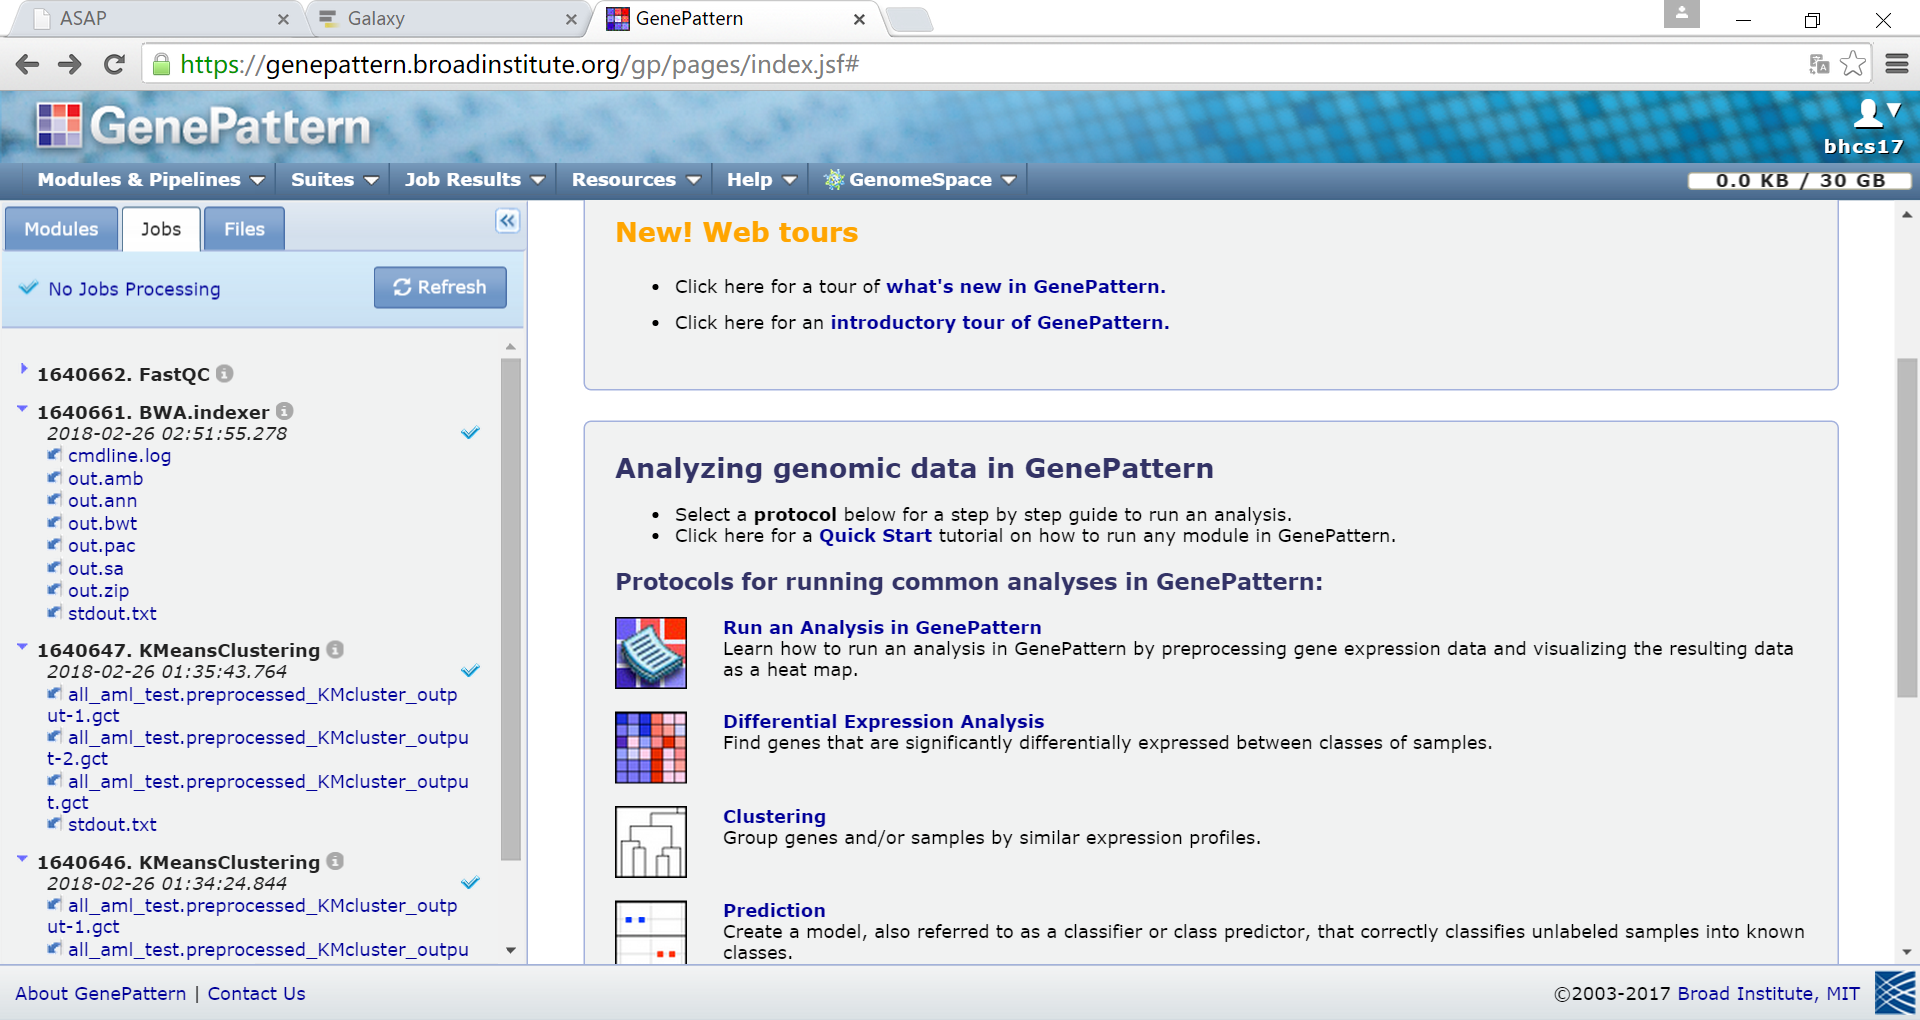 ASAP
Galaxy
GenePattern
https://genepattern.broadinstitute.org/gp/pages/index.jsf#
GenePattern
bhcs17
Modules & Pipelines
Suites
Job Results
Resources
Help
GenomeSpace
0.0 KB / 30 GB
Modules
Jobs
Files
No Jobs Processing
Refresh
1640662. FastQC
1640661. BWA.indexer
2018-02-26 02:51:55.278
cmdline.log
out.amb
out.ann
out.bwt
out.pac
out.sa
out.zip
stdout.txt
1640647. KMeansClustering
2018-02-26 01:35:43.764
all_aml_test.preprocessed_KMcluster_outp
ut-1.gct
all_aml_test.preprocessed_KMcluster_outpu
t-2.gct
all_aml_test.preprocessed_KMcluster_outpu
t.gct
stdout.txt
1640646. KMeansClustering
2018-02-26 01:34:24.844
all_aml_test.preprocessed_KMcluster_outp
ut-1.gct
all_aml_test.preprocessed_KMcluster_outpu
New! Web tours
• Click here for a tour of what's new in GenePattern.
• Click here for an introductory tour of GenePattern.
Analyzing genomic data in GenePattern
• Select a protocol below for a step by step guide to run an analysis.
• Click here for a Quick Start tutorial on how to run any module in GenePattern.
Protocols for running common analyses in GenePattern:
Run an Analysis in GenePattern
Learn how to run an analysis in GenePattern by preprocessing gene expression data and visualizing the resulting data
as a heat map.
Differential Expression Analysis
Find genes that are significantly differentially expressed between classes of samples.
Clustering
Group genes and/or samples by similar expression profiles.
Prediction
Create a model, also referred to as a classifier or class predictor, that correctly classifies unlabeled samples into known
classes.
About GenePattern | Contact Us
©2003-2017 Broad Institute, MIT